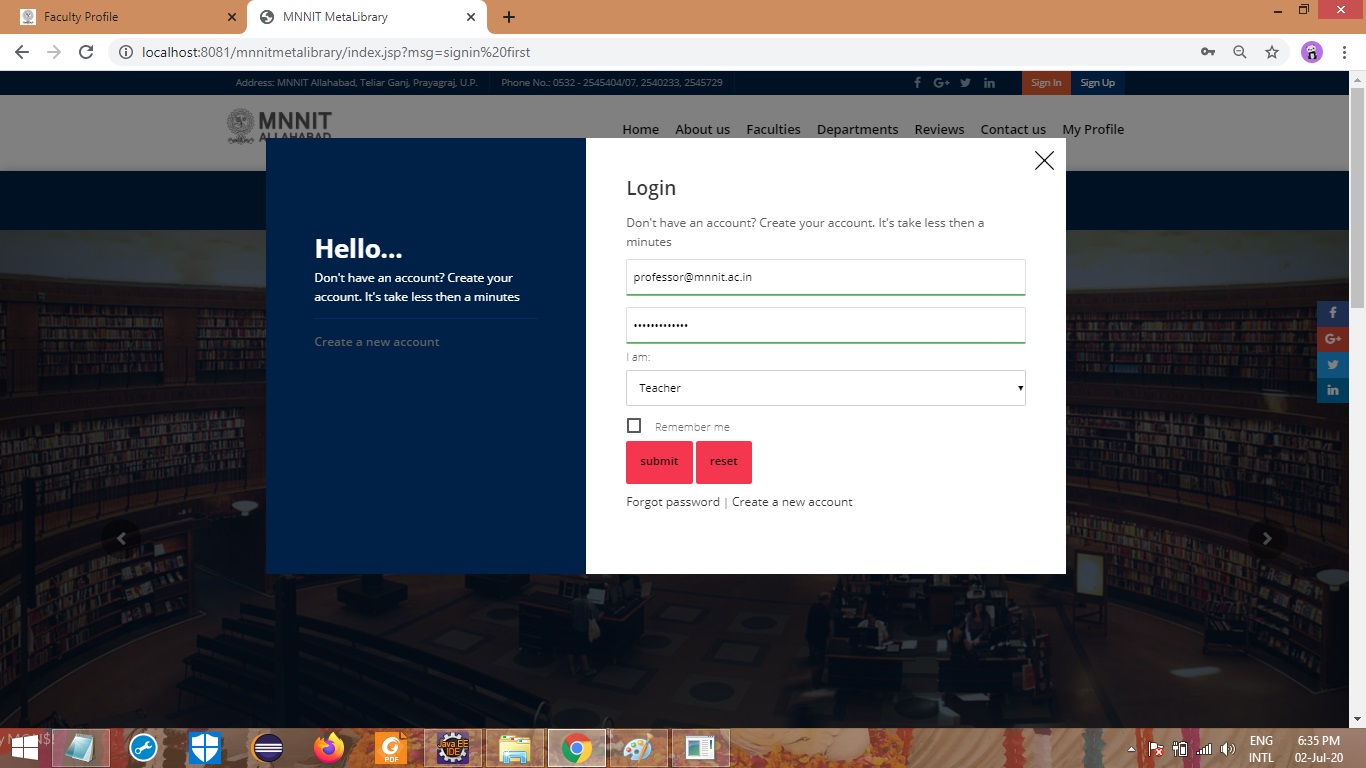 Faculty Profile
MNNIT MetaLibrary
localhost:8081/mnnitmetalibrary/index.jsp?msg=signin%20first
Address: MNNIT Allahabad, Teliar Ganj, Prayagraj, U.P.
Phone No.: 0532 - 2545404/07, 2540233, 2545729
Sign In
Sign Up
MNNIT
ALLAHABAD
Home
About us
Faculties
Departments
Reviews
Contact us
My Profile
Hello...
Don't have an account? Create your
account. It's take less then a minutes
Create a new account
Login
Don't have an account? Create your account. It's take less then a
minutes
professor@mnnit.ac.in
•••••••••••••
I am:
Teacher
Remember me
submit
reset
Forgot password | Create a new account
PDF
Java EE
IDE
ENG
INTL
6:35 PM
02-Jul-20